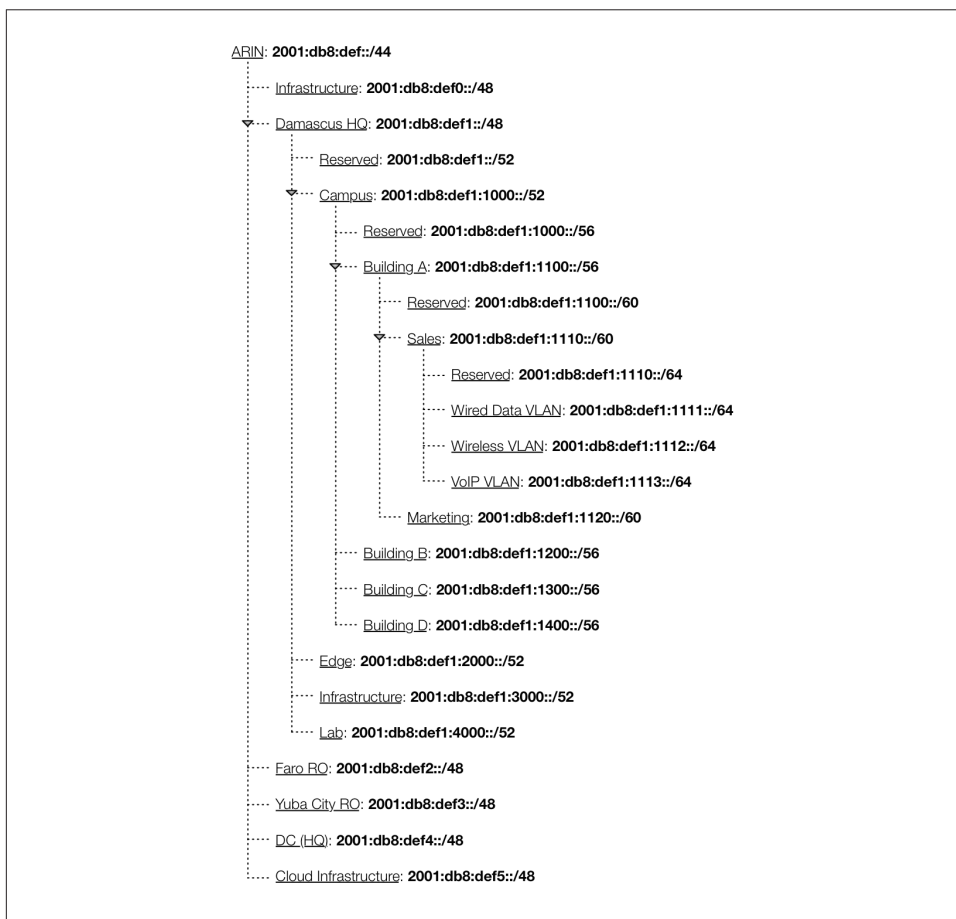 ARIN: 2001:db8:def::/44
Infrastructure: 2001:db8:def0::/48
Damascus HQ: 2001:db8:def1::/48
Reserved: 2001:db8:def1::/52
Campus: 2001:db8:def1:1000::/52
Reserved: 2001:db8:def1:1000::/56
Building A: 2001:db8:def1:1100::/56
Reserved: 2001:db8:def1:1100::/60
Sales: 2001:db8:def1:1110::/60
Reserved: 2001:db8:def1:1110::/64
Wired Data VLAN: 2001:db8:def1:1111::/64
Wireless VLAN: 2001:db8:def1:1112::/64
VoIP VLAN: 2001:db8:def1:1113::/64
Marketing: 2001:db8:def1:1120::/60
Building B: 2001:db8:def1:1200::/56
Building C: 2001:db8:def1:1300::/56
Building D: 2001:db8:def1:1400::/56
Edge: 2001:db8:def1:2000::/52
Infrastructure: 2001:db8:def1:3000::/52
Lab: 2001:db8:def1:4000::/52
Faro RO: 2001:db8:def2::/48
Yuba City RO: 2001:db8:def3::/48
DC (HQ): 2001:db8:def4::/48
Cloud Infrastructure: 2001:db8:def5::/48